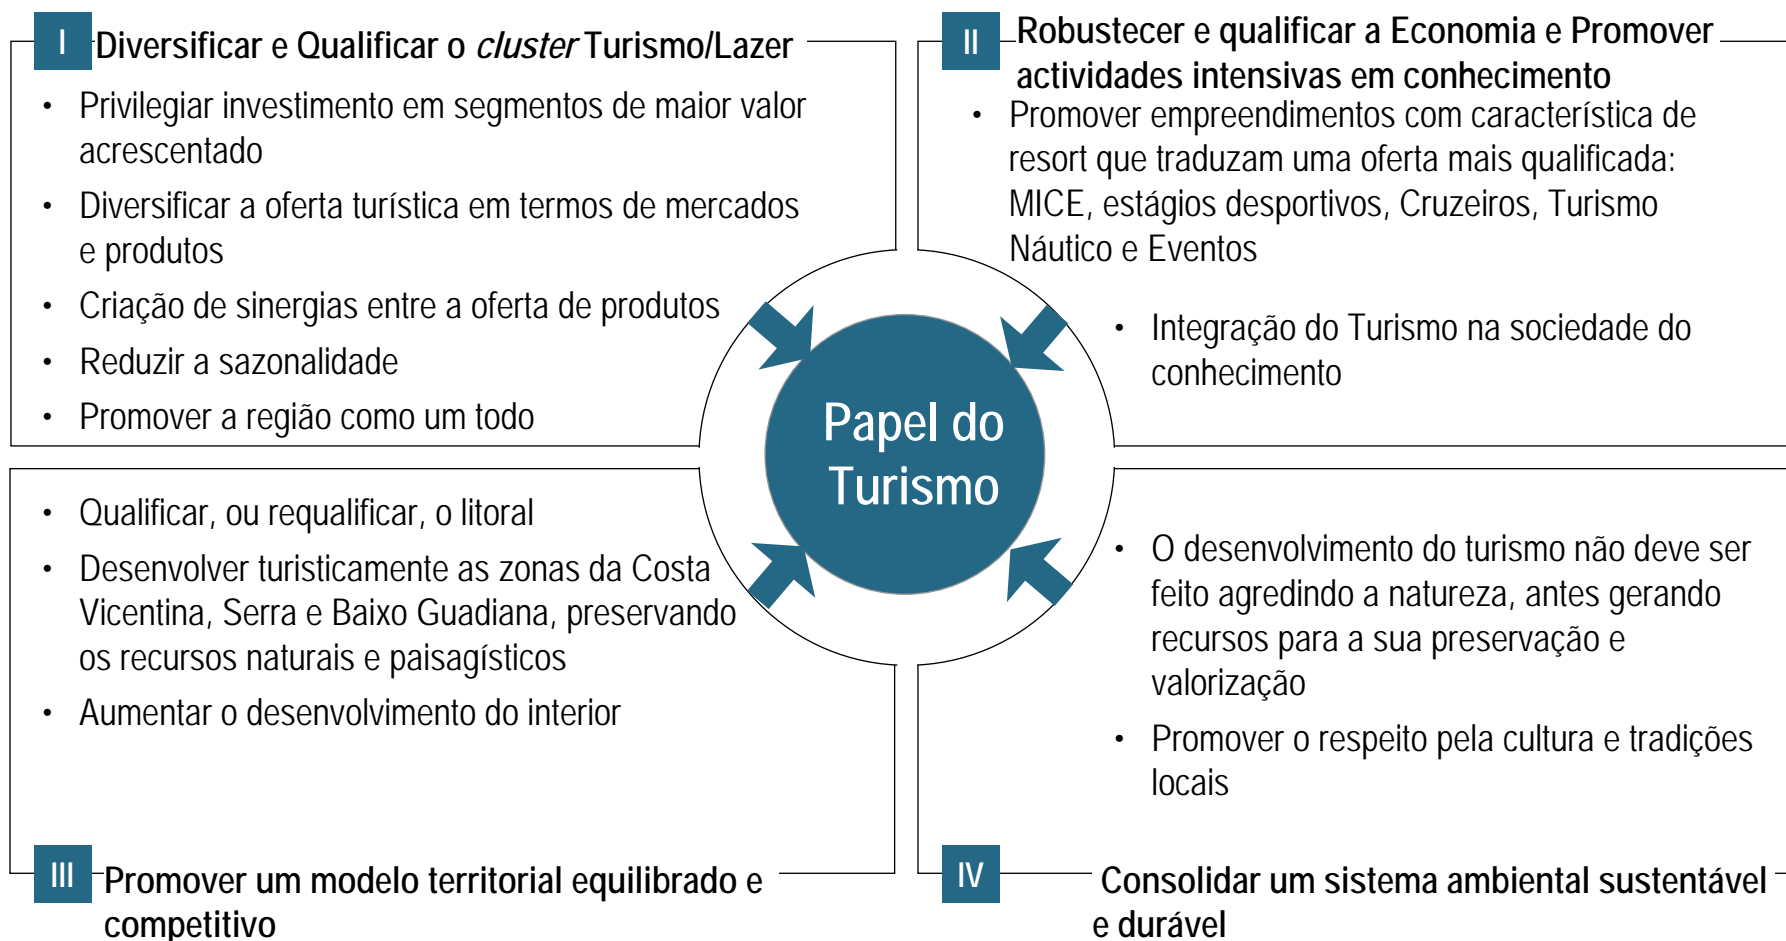 I
Diversificar e Qualificar o cluster Turismo/Lazer
• Privilegiar investimento em segmentos de maior valor
acrescentado
• Diversificar a oferta turística em termos de mercados
e produtos
• Criação de sinergias entre a oferta de produtos
• Reduzir a sazonalidade
• Promover a região como um todo
II
Robustecer e qualificar a Economia e Promover
actividades intensivas em conhecimento
• Promover empreendimentos com característica de
resort que traduzam uma oferta mais qualificada:
MICE, estágios desportivos, Cruzeiros, Turismo
Náutico e Eventos
• Integração do Turismo na sociedade do
conhecimento
Papel do
Turismo
• Qualificar, ou requalificar, o litoral
• Desenvolver turisticamente as zonas da Costa
Vicentina, Serra e Baixo Guadiana, preservando
os recursos naturais e paisagísticos
• Aumentar o desenvolvimento do interior
III
Promover um modelo territorial equilibrado e
competitivo
• O desenvolvimento do turismo não deve ser
feito agredindo a natureza, antes gerando
recursos para a sua preservação e
valorização
• Promover o respeito pela cultura e tradições
locais
IV
Consolidar um sistema ambiental sustentável
e durável